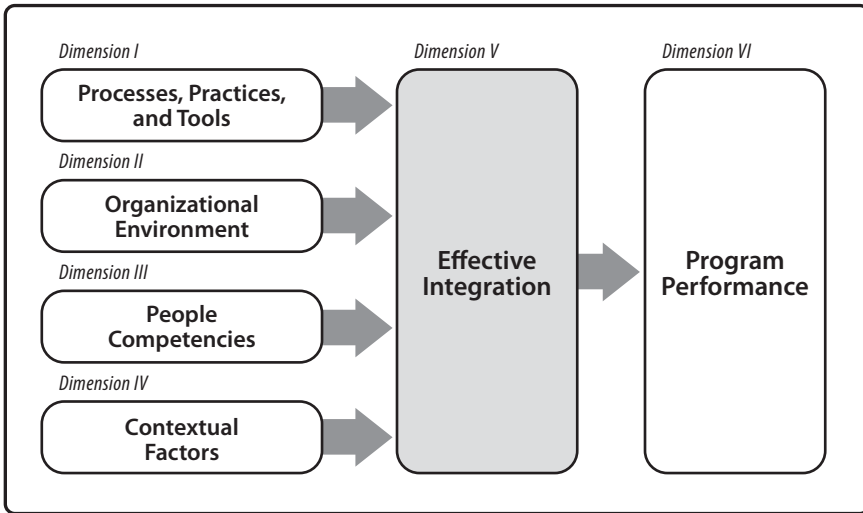 Dimension I
Processes, Practices,
and Tools
Dimension II
Organizational
Environment
Dimension III
People
Competencies
Dimension IV
Contextual
Factors
Dimension V
Effective
Integration
Dimension VI
Program
Performance